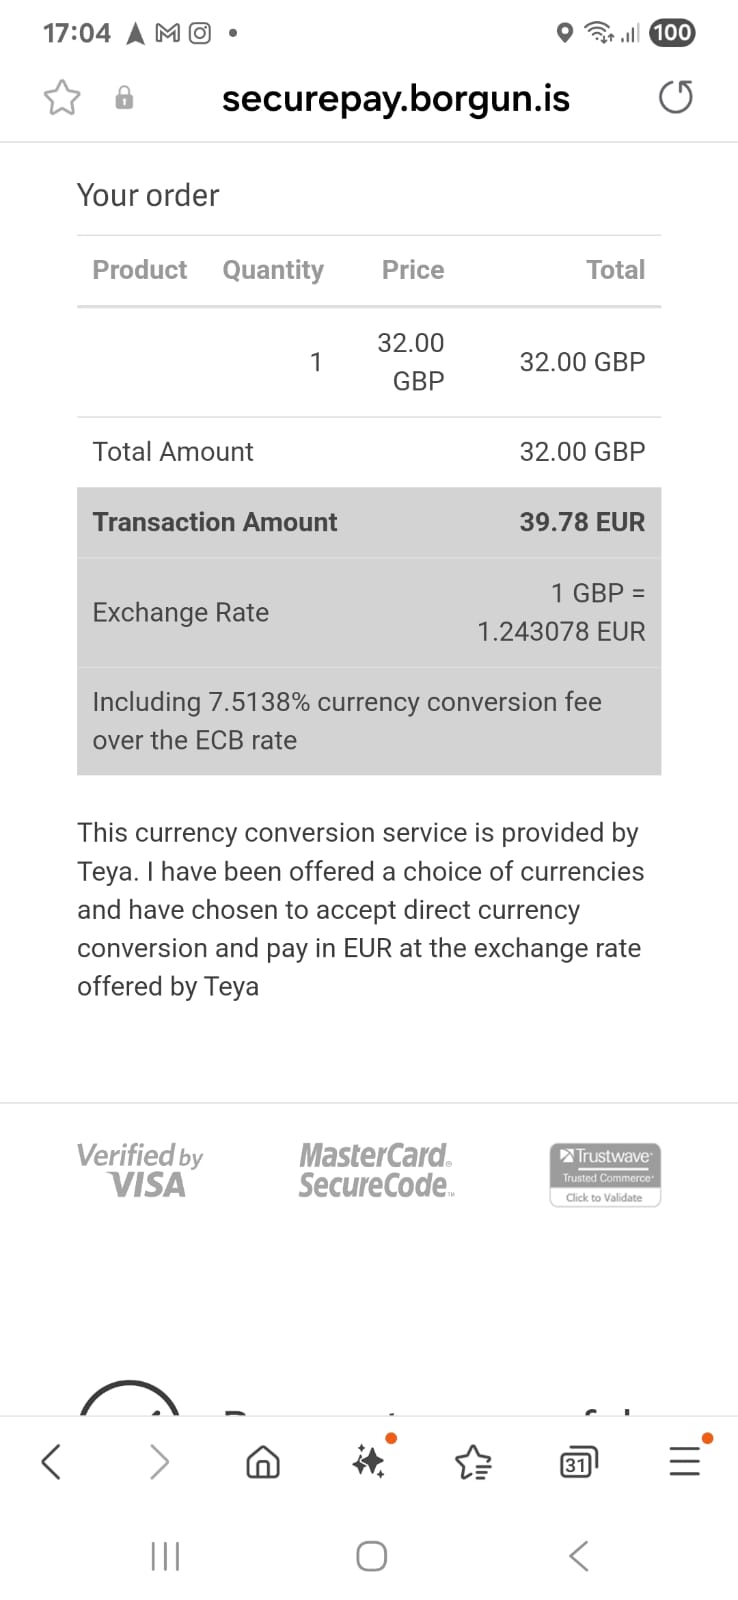 17:04
100
securepay.borgun.is
Your order
Product Quantity Price Total
1 32.00 GBP 32.00 GBP
Total Amount 32.00 GBP
Transaction Amount 39.78 EUR
Exchange Rate 1 GBP =
1.243078 EUR
Including 7.5138% currency conversion fee
over the ECB rate
This currency conversion service is provided by
Teya. I have been offered a choice of currencies
and have chosen to accept direct currency
conversion and pay in EUR at the exchange rate
offered by Teya
Verified by
VISA
MasterCard®
SecureCode™
Trustwave®
Trusted Commerce®
Click to Validate
31